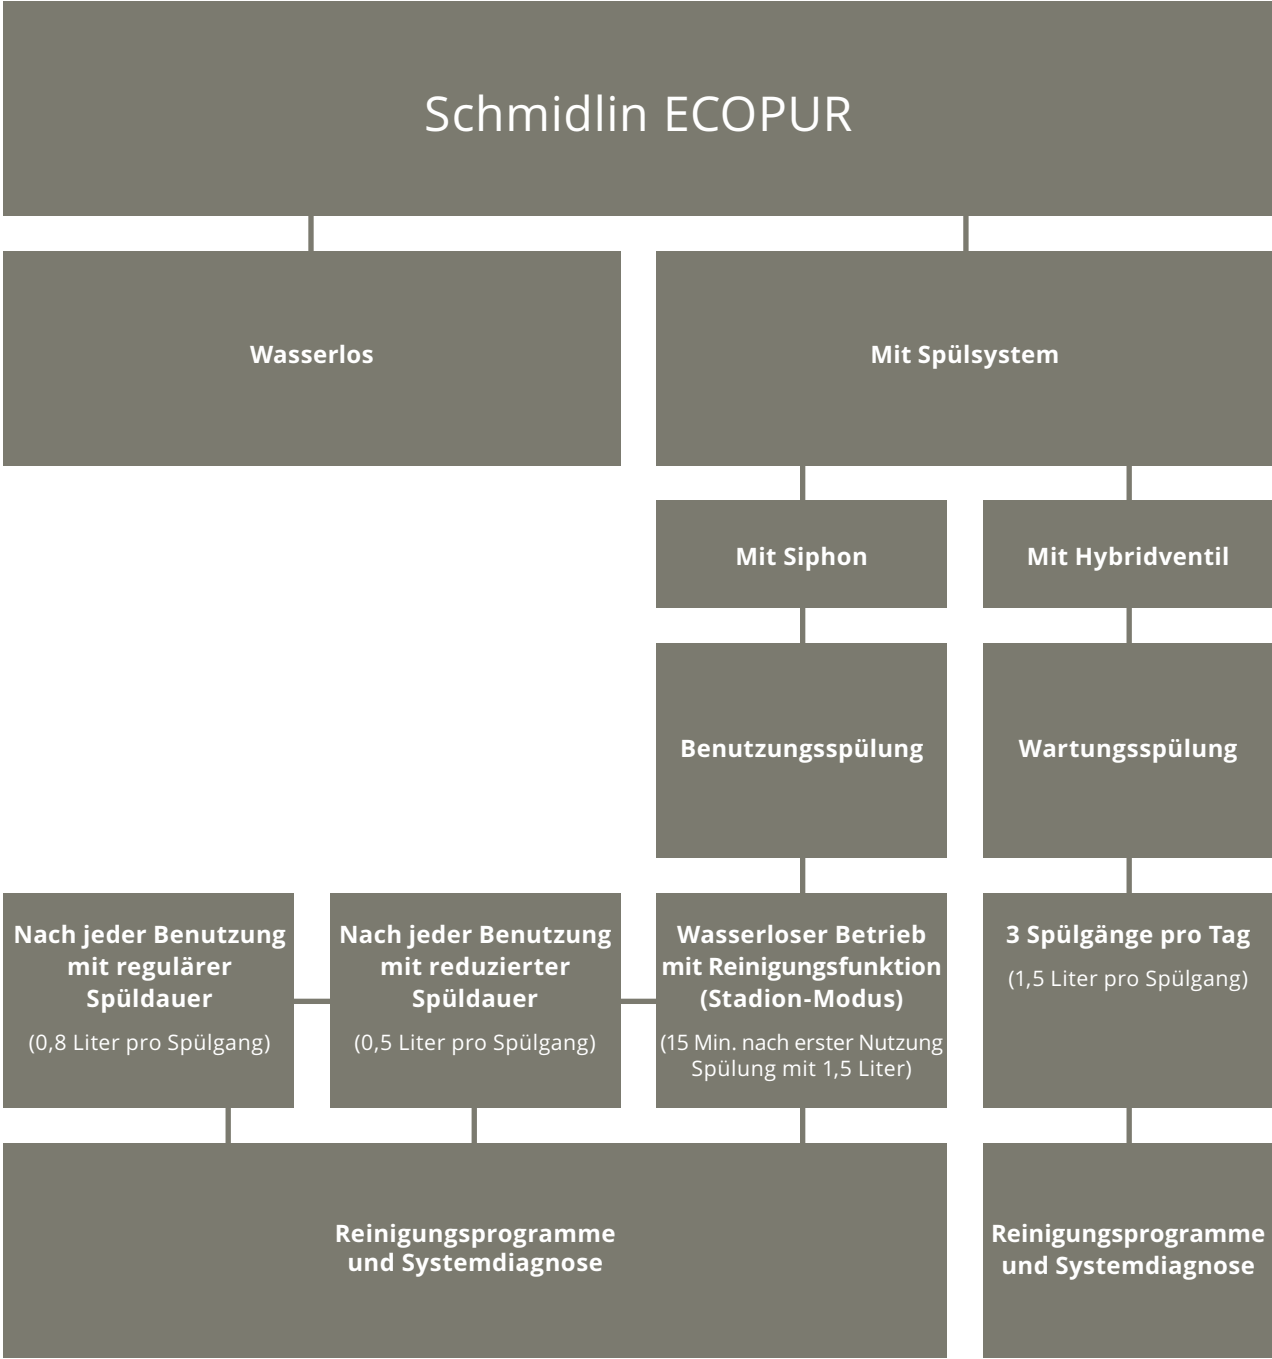 Schmidlin ECOPUR
Wasserlos
Mit Spülsystem
Mit Siphon
Mit Hybridventil
Benutzungsspülung
Wartungsspülung
Nach jeder Benutzung
mit regulärer
Spüldauer
(0,8 Liter pro Spülgang)
Nach jeder Benutzung
mit reduzierter
Spüldauer
(0,5 Liter pro Spülgang)
Wasserloser Betrieb
mit Reinigungsfunktion
(Stadion-Modus)
(15 Min. nach erster Nutzung
Spülung mit 1,5 Liter)
3 Spülgänge pro Tag
(1,5 Liter pro Spülgang)
Reinigungsprogramme
und Systemdiagnose
Reinigungsprogramme
und Systemdiagnose